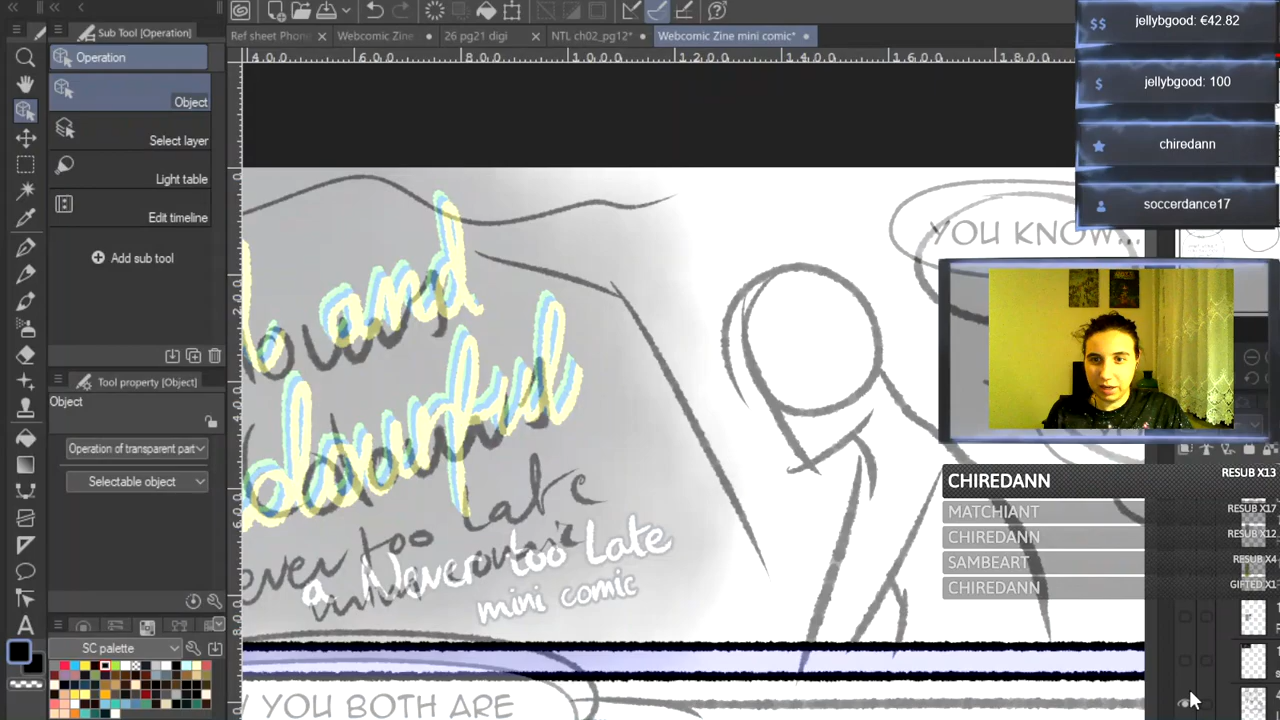 Sub Tool [Operation]
Operation
Object
Select layer
Light table
Edit timeline
Add sub tool
Tool property [Object]
Object
Operation of transparent part
Selectable object
SC palette
Ref sheet Phon
Webcomic Zine
26 pg21 digi
NTL ch02_pg12*
Webcomic Zine mini comic*
and
too late
a Never too Late
mini comic
YOU KNOW...
YOU BOTH ARE
jellybgood: €42.82
jellybgood: 100
chiredann
soccerdance17
CHIREDANN RESUB X13
MATCHIANT RESUB X17
CHIREDANN RESUB X12
SAMBEART RESUB X4
CHIREDANN GIFTED X1